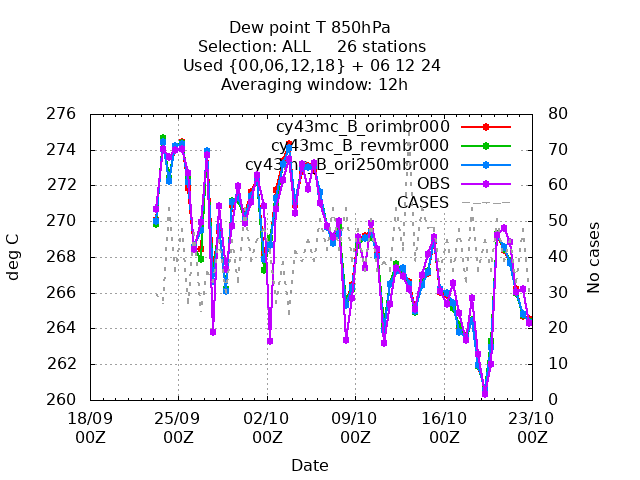 Dew point T 850hPa
Selection: ALL     26 stations
Used {00,06,12,18} + 06 12 24
Averaging window: 12h
276
274
272
270
268
266
264
262
260
80
70
60
50
40
30
20
10
0
cy43mc_B_orimbr000
cy43mc_B_revmbr000
B_ori250mbr000
OBS
CASES
deg C
No cases
18/09 25/09 02/10 09/10 16/10 23/10
00Z 00Z 00Z 00Z 00Z 00Z
Date